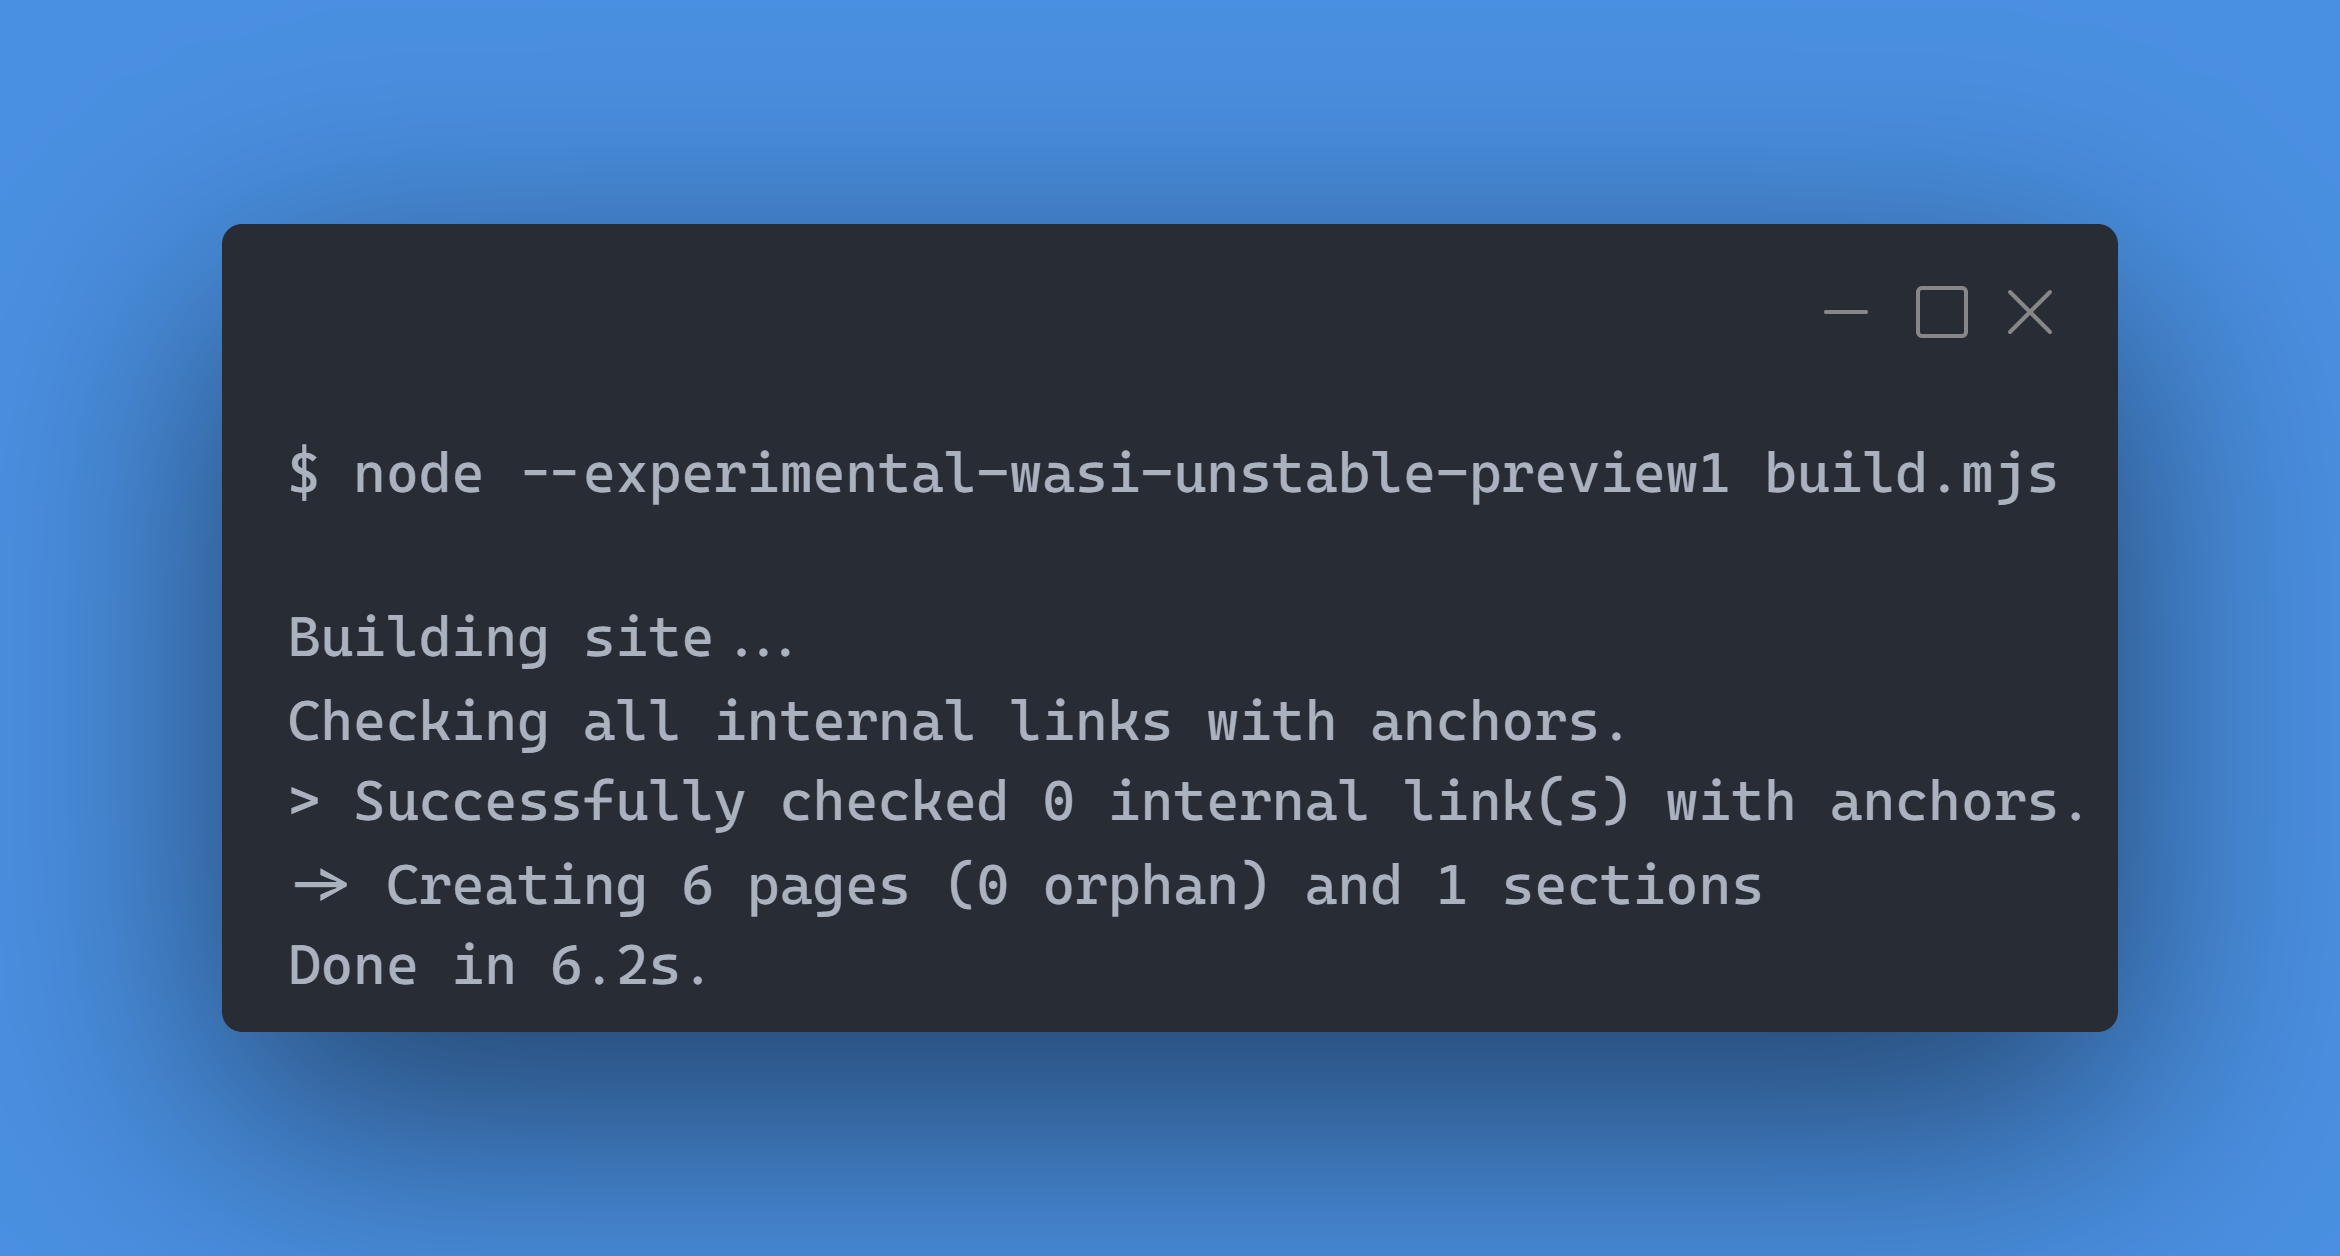 $ node --experimental-wasi-unstable-preview1 build.mjs
Building site...
Checking all internal links with anchors.
> Successfully checked 0 internal link(s) with anchors.
-> Creating 6 pages (0 orphan) and 1 sections
Done in 6.2s.